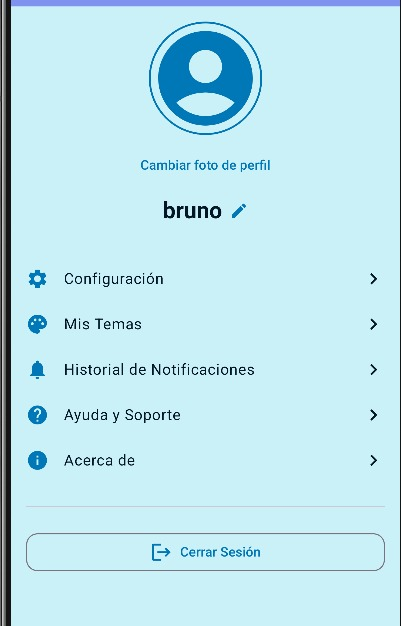 Cambiar foto de perfil
bruno
Configuración
Mis Temas
Historial de Notificaciones
Ayuda y Soporte
Acerca de
Cerrar Sesión